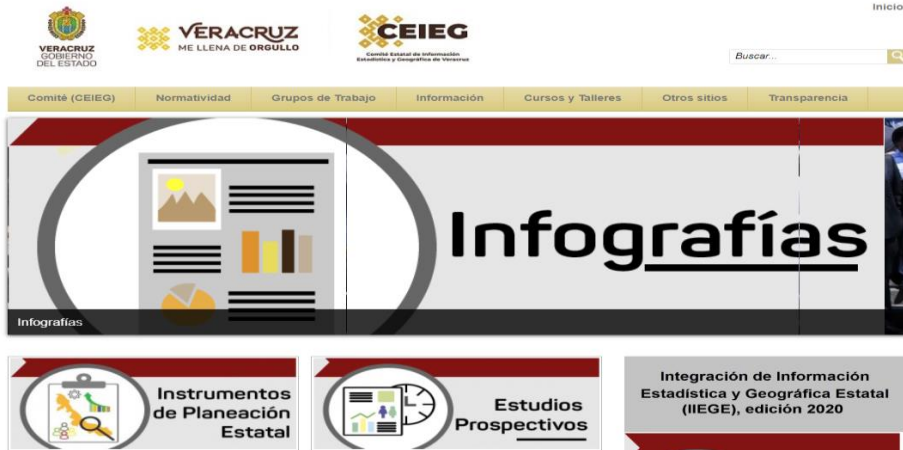 Inicio
VERACRUZ
GOBIERNO
DEL ESTADO
VERACRUZ
ME LLENA DE ORGULLO
CEIEG
Comité Estatal de Información
Estadística y Geográfica de Veracruz
Buscar...
Comité (CEIEG) Normatividad Grupos de Trabajo Información Cursos y Talleres Otros sitios Transparencia
Infografías
Infografías
Instrumentos
de Planeación
Estatal
Estudios
Prospectivos
Integración de Información
Estadística y Geográfica Estatal
(IIEGE), edición 2020